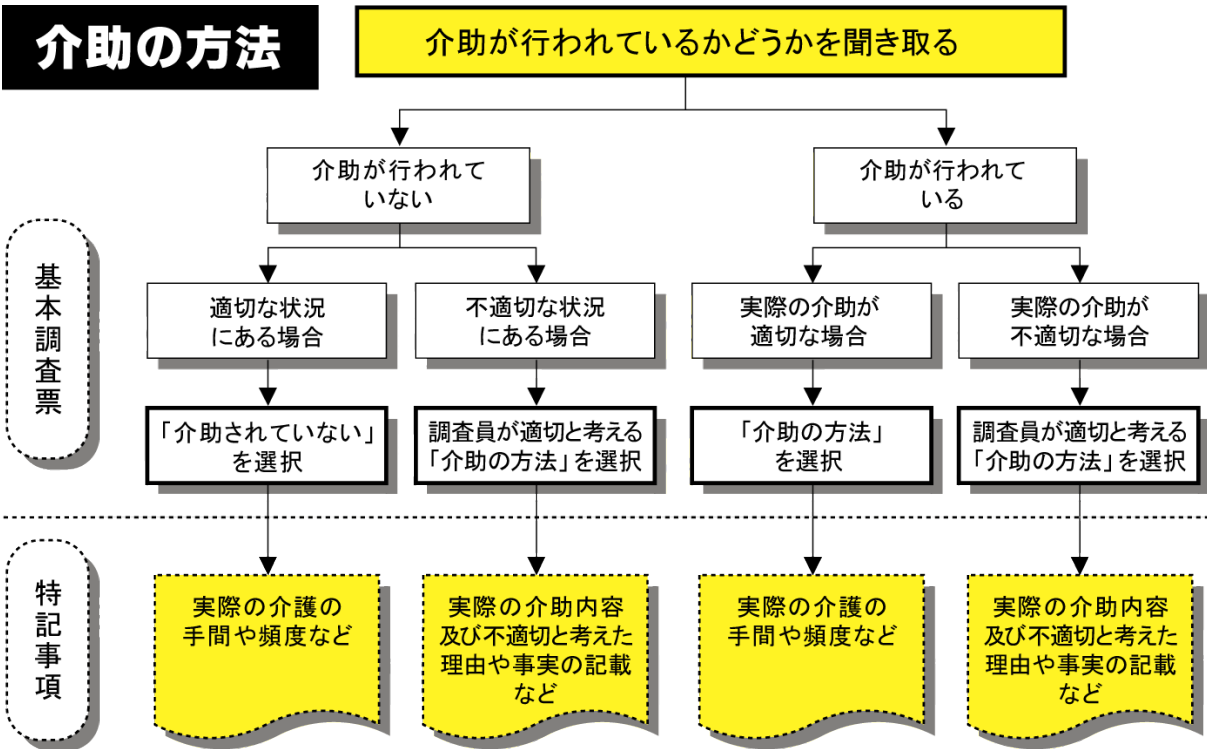 介助の方法
介助が行われているかどうかを聞き取る
介助が行われて
いない
介助が行われて
いる
基本調査票
適切な状況
にある場合
不適切な状況
にある場合
実際の介助が
適切な場合
実際の介助が
不適切な場合
「介助されていない」
を選択
調査員が適切と考える
「介助の方法」を選択
「介助の方法」
を選択
調査員が適切と考える
「介助の方法」を選択
特記事項
実際の介護の
手間や頻度など
実際の介助内容
及び不適切と考えた
理由や事実の記載
など
実際の介護の
手間や頻度など
実際の介助内容
及び不適切と考えた
理由や事実の記載
など